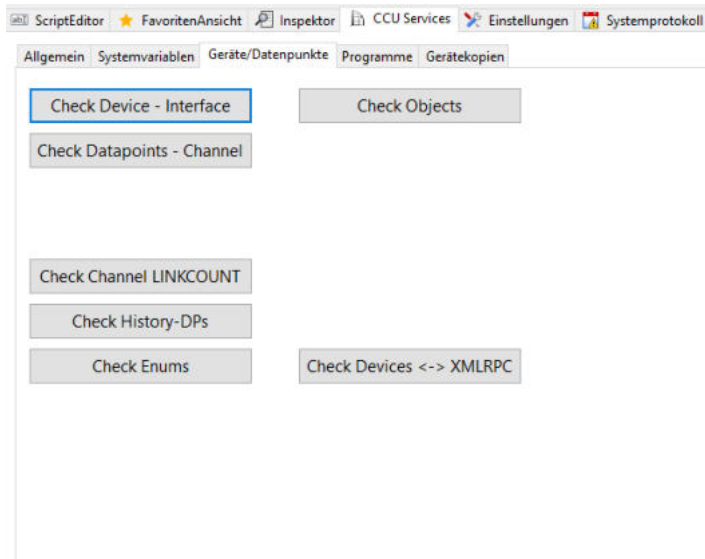 ScriptEditor FavoritenAnsicht Inspektor CCU Services Einstellungen Systemprotokoll
Allgemein Systemvariablen Geräte/Datenpunkte Programme Gerätekopien
Check Device - Interface Check Objects
Check Datapoints - Channel
Check Channel LINKCOUNT
Check History-DPs
Check Enums Check Devices <-> XMLRPC